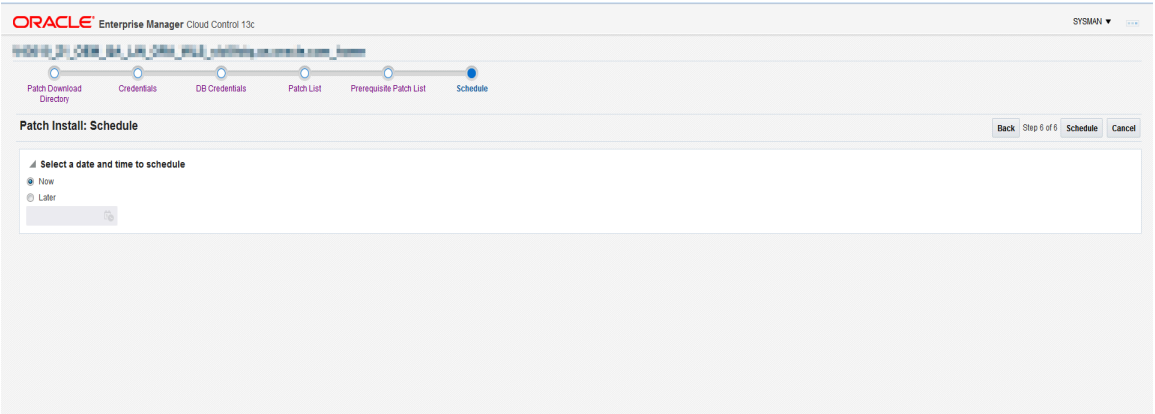 ORACLE® Enterprise Manager Cloud Control 13c
SYSMAN ▼
Patch Download
Directory
Credentials
DB Credentials
Patch List
Prerequisite Patch List
Schedule
Patch Install: Schedule
Back Step 6 of 6 Schedule Cancel
Select a date and time to schedule
Now
Later